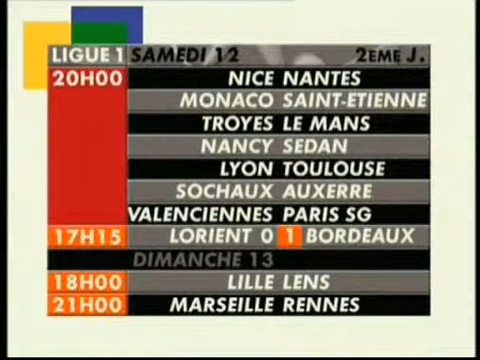 LIGUE 1 SAMEDI 12 2EME J.
20H00 NICE NANTES
MONACO SAINT-ETIENNE
TROYES LE MANS
NANCY SEDAN
LYON TOULOUSE
SOCHAUX AUXERRE
VALENCIENNES PARIS SG
17H15 LORIENT 0 1 BORDEAUX
DIMANCHE 13
18H00 LILLE LENS
21H00 MARSEILLE RENNES